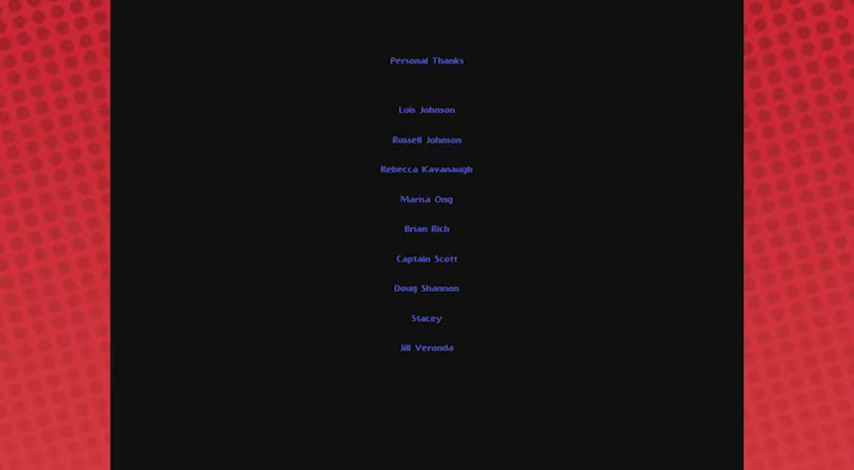 Personal Thanks
Lois Johnson
Russell Johnson
Rebecca Kavanaugh
Marisa Ong
Brian Rich
Captain Scott
Doug Shannon
Stacey
Jill Veronda